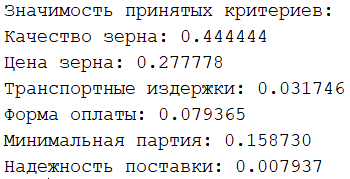 Значимость принятых критериев:
Качество зерна: 0.444444
Цена зерна: 0.277778
Транспортные издержки: 0.031746
Форма оплаты: 0.079365
Минимальная партия: 0.158730
Надежность поставки: 0.007937